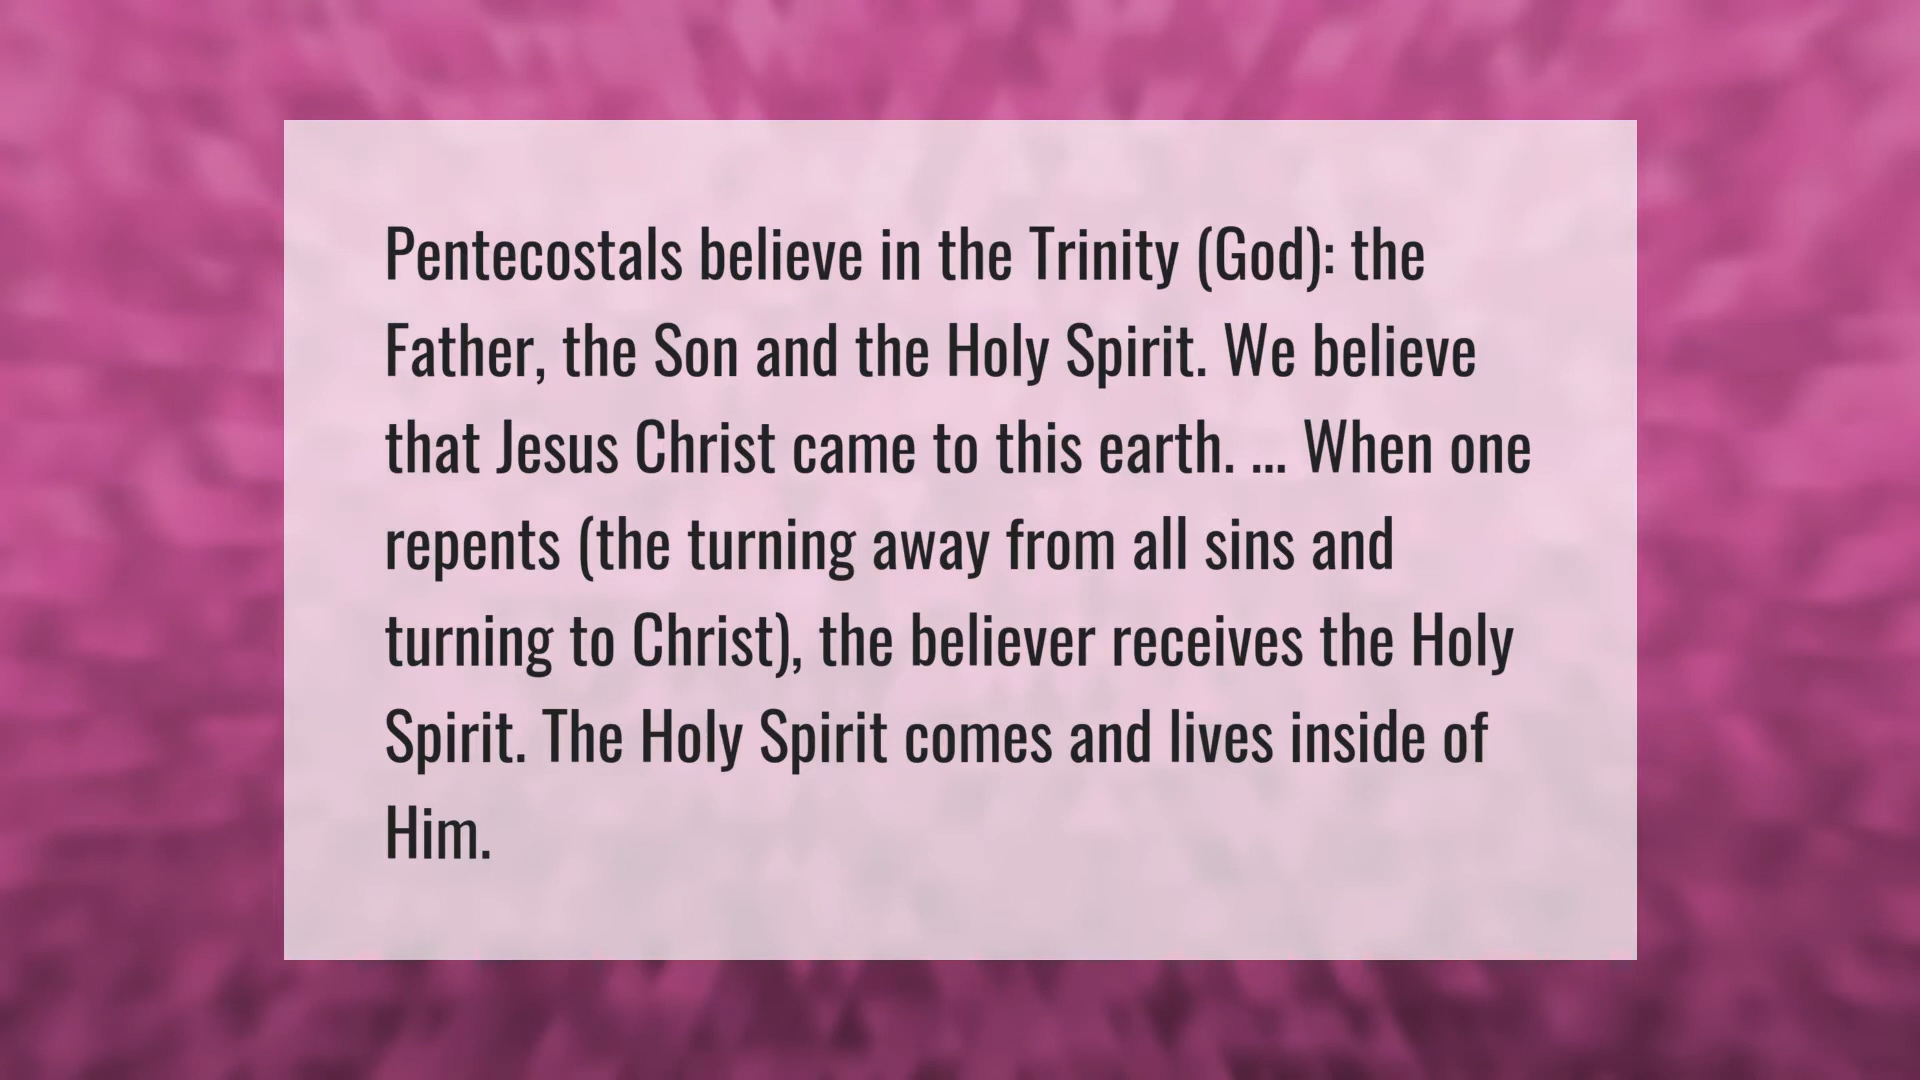 Pentecostals believe in the Trinity (God): the
Father, the Son and the Holy Spirit. We believe
that Jesus Christ came to this earth. ... When one
repents (the turning away from all sins and
turning to Christ), the believer receives the Holy
Spirit. The Holy Spirit comes and lives inside of
Him.